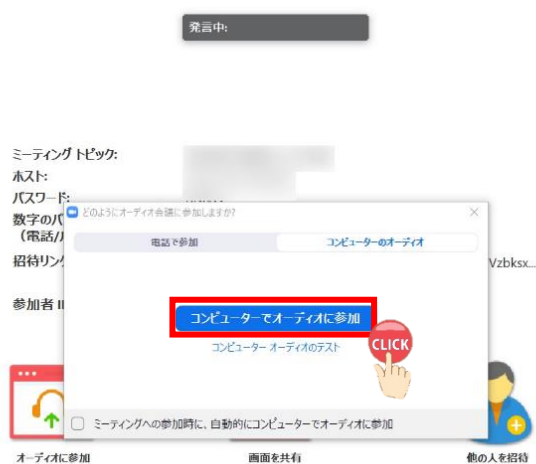 発言中:
ミーティング トピック:
ホスト:
パスワード:
数字のパ
(電話/
招待リンク
Vzbksx...
参加者 ID
どのようにオーディオ会議に参加しますか?
電話で参加
コンピューターのオーディオ
コンピューターでオーディオに参加
コンピューター オーディオのテスト
CLICK
ミーティングへの参加時に、自動的にコンピューターでオーディオに参加
オーディオに参加
画面を共有
他の人を招待